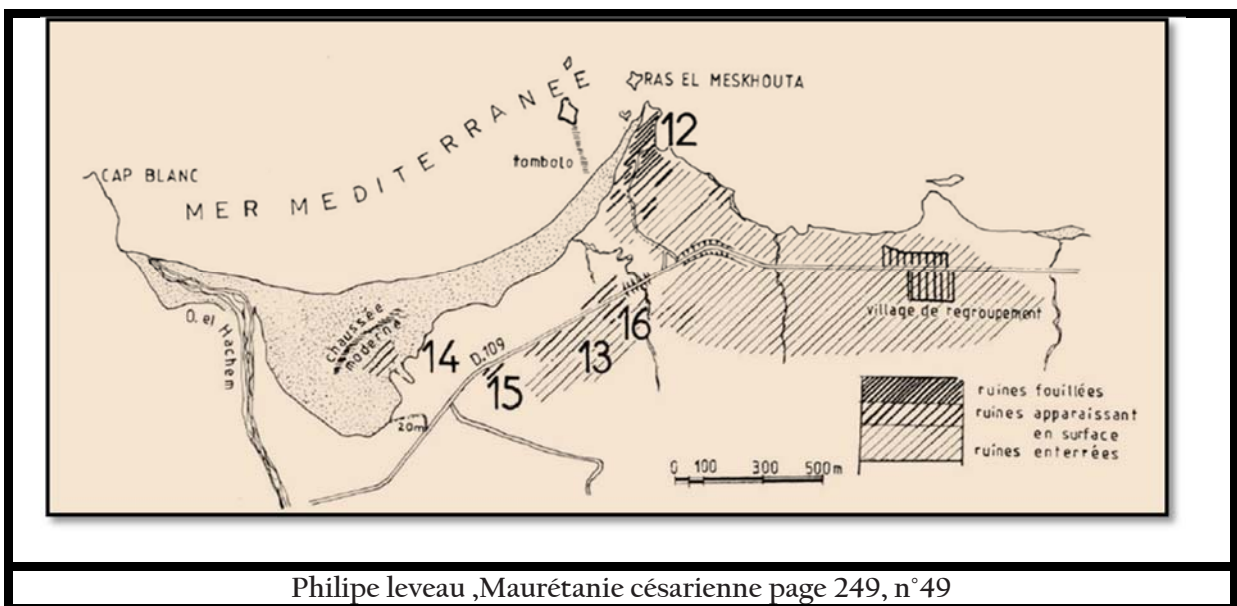 RAS EL MESKHOUTA
12
MER MEDITERRANÉE
tombolo
CAP BLANC
O. el Hachem
chaussée
moderne
14
D.109
16
13
15
20m
village de regroupement
ruines fouillées
ruines apparaissant
en surface
ruines enterrées
0 100 300 500m
Philipe leveau ,Maurétanie césarienne page 249, n°49